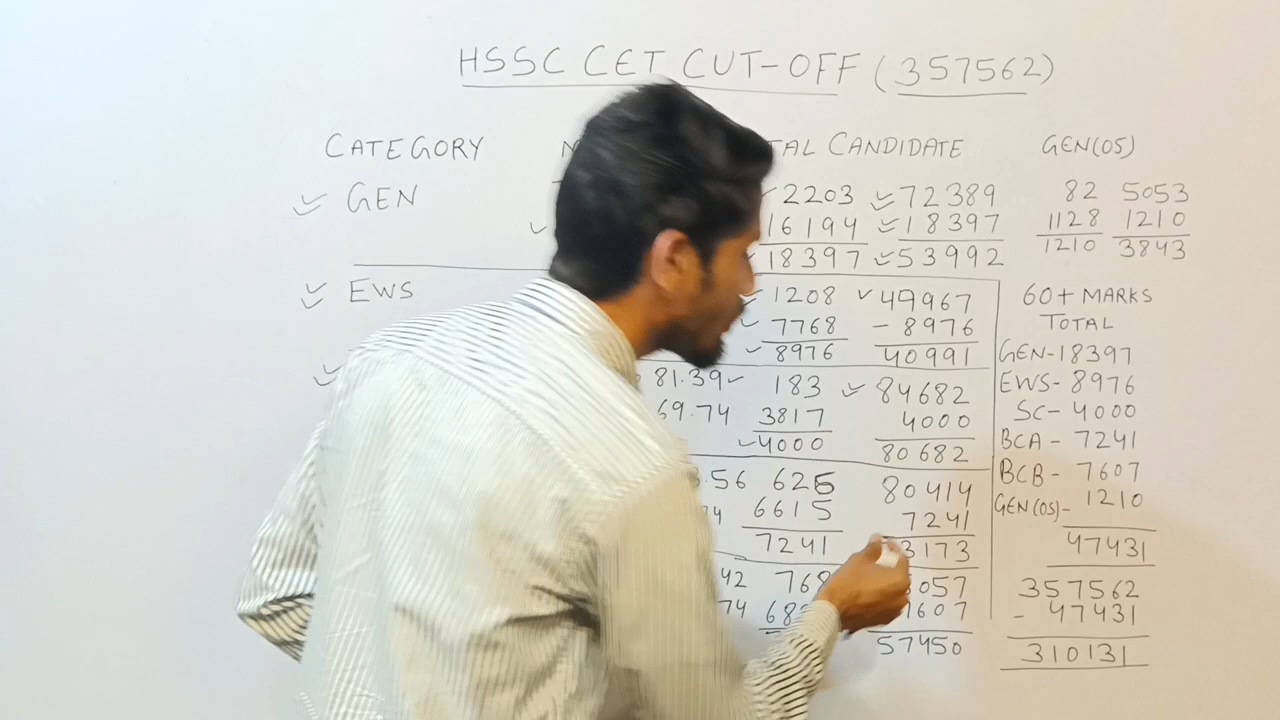 HSSC CET CUT-OFF (357562)
CATEGORY TAL CANDIDATE GEN(OS)
GEN 2203 72389 82 5053
16194 18397 1128 1210
18397 53992 1210 3843
EWS 1208 49967 60+ MARKS
7768 - 8976 TOTAL
8976 40991 GEN-18397
81.39 183 84682 EWS-8976
69.74 3817 4000 SC-4000
4000 80682 BCA-7241
.56 625 80414 BCB-7607
74 6615 7241 GEN(OS)-1210
7241 3173 47431
42 768 057 357562
74 68 607 - 47431
57450 310131